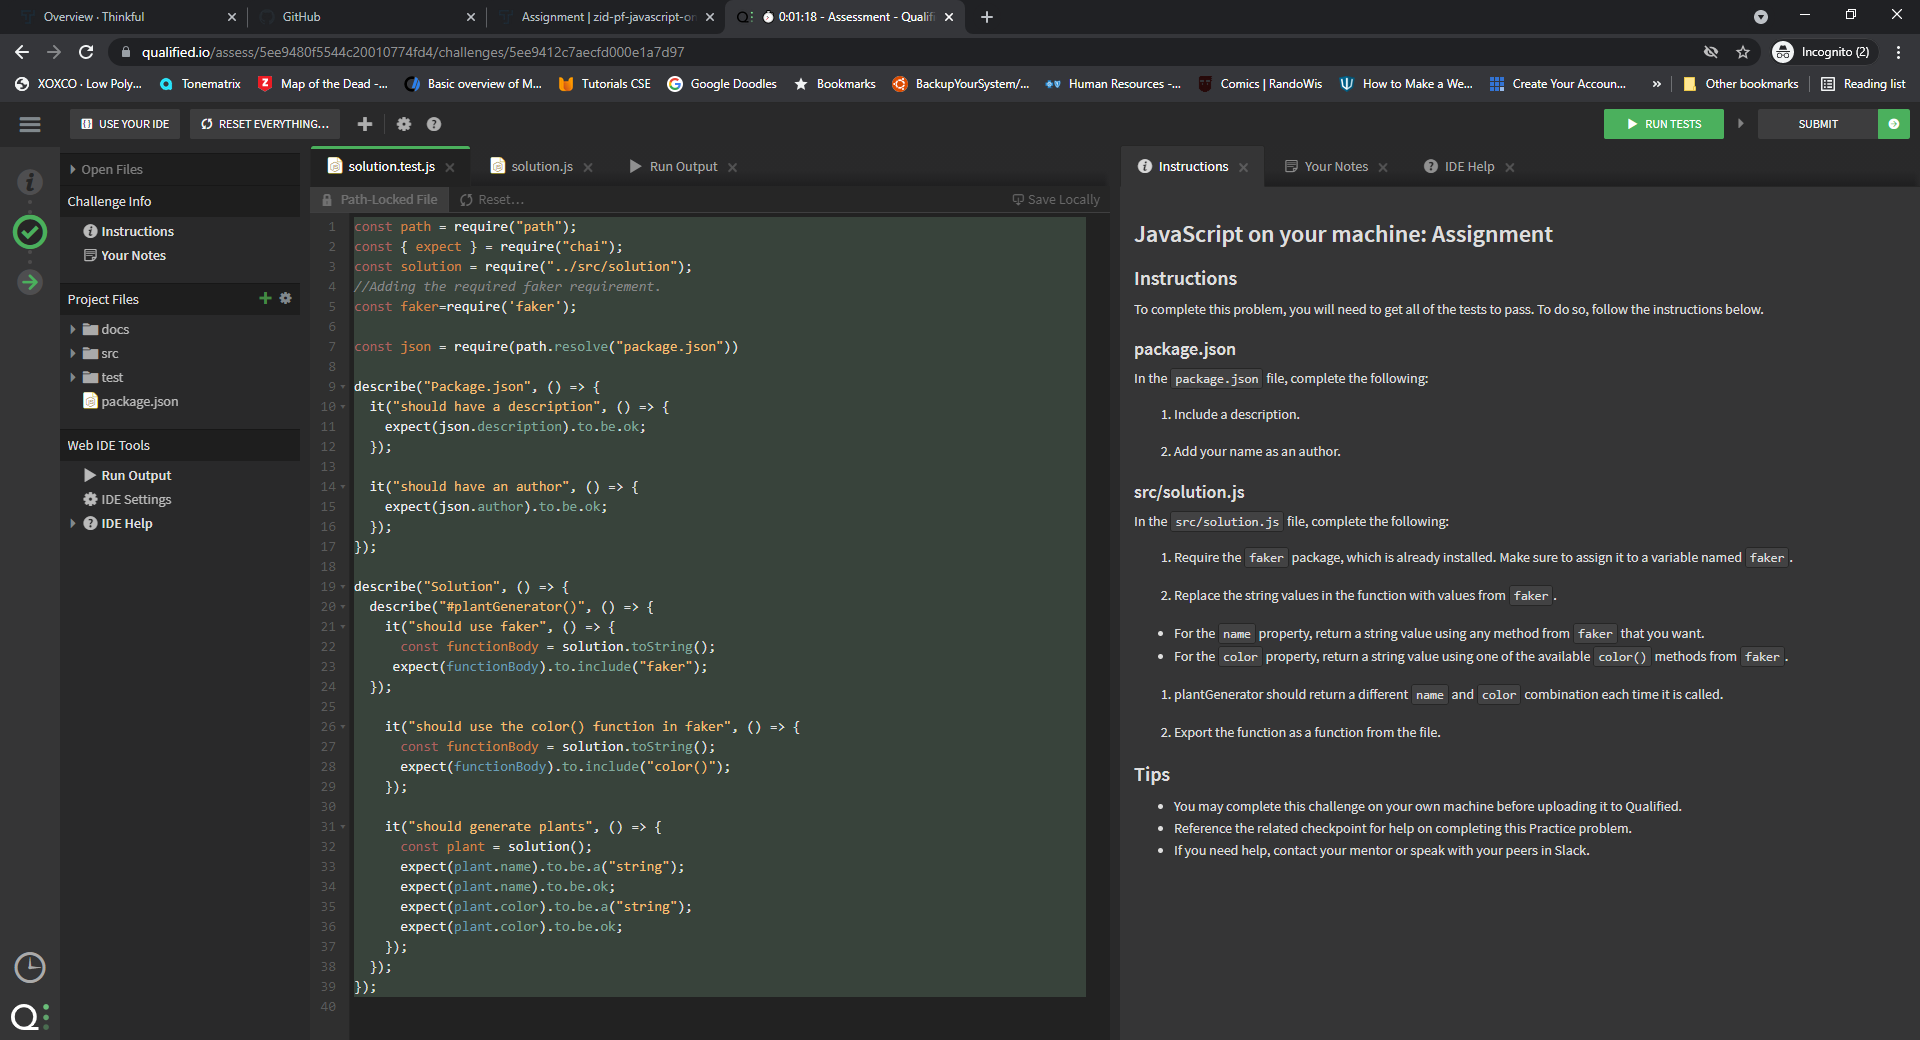 Overview · Thinkful
GitHub
Assignment | zid-pf-javascript-on
0:01:18 - Assessment - Qualifi
qualified.io/assess/5ee9480f5544c20010774fd4/challenges/5ee9412c7aecfd000e1a7d97
Incognito (2)
XOXCO · Low Poly...
Tonematrix
Map of the Dead -...
Basic overview of M...
Tutorials CSE
Google Doodles
Bookmarks
BackupYourSystem/...
Human Resources -...
Comics | RandoWis
How to Make a We...
Create Your Accoun...
»
Other bookmarks
Reading list
USE YOUR IDE
RESET EVERYTHING...
RUN TESTS
SUBMIT
Open Files
Challenge Info
Instructions
Your Notes
Project Files
docs
src
test
package.json
Web IDE Tools
Run Output
IDE Settings
IDE Help
solution.test.js
solution.js
Run Output
Path-Locked File
Reset...
Save Locally
1 const path = require("path");
2 const { expect } = require("chai");
3 const solution = require("../src/solution");
4 //Adding the required faker requirement.
5 const faker=require('faker');
6
7 const json = require(path.resolve("package.json"))
8
9 describe("Package.json", () => {
10 it("should have a description", () => {
11 expect(json.description).to.be.ok;
12 });
13
14 it("should have an author", () => {
15 expect(json.author).to.be.ok;
16 });
17 });
18
19 describe("Solution", () => {
20 describe("#plantGenerator()", () => {
21 it("should use faker", () => {
22 const functionBody = solution.toString();
23 expect(functionBody).to.include("faker");
24 });
25
26 it("should use the color() function in faker", () => {
27 const functionBody = solution.toString();
28 expect(functionBody).to.include("color()");
29 });
30
31 it("should generate plants", () => {
32 const plant = solution();
33 expect(plant.name).to.be.a("string");
34 expect(plant.name).to.be.ok;
35 expect(plant.color).to.be.a("string");
36 expect(plant.color).to.be.ok;
37 });
38 });
39 });
40
Instructions
Your Notes
IDE Help
JavaScript on your machine: Assignment
Instructions
To complete this problem, you will need to get all of the tests to pass. To do so, follow the instructions below.
package.json
In the package.json file, complete the following:
1. Include a description.
2. Add your name as an author.
src/solution.js
In the src/solution.js file, complete the following:
1. Require the faker package, which is already installed. Make sure to assign it to a variable named faker.
2. Replace the string values in the function with values from faker.
• For the name property, return a string value using any method from faker that you want.
• For the color property, return a string value using one of the available color() methods from faker.
1. plantGenerator should return a different name and color combination each time it is called.
2. Export the function as a function from the file.
Tips
• You may complete this challenge on your own machine before uploading it to Qualified.
• Reference the related checkpoint for help on completing this Practice problem.
• If you need help, contact your mentor or speak with your peers in Slack.